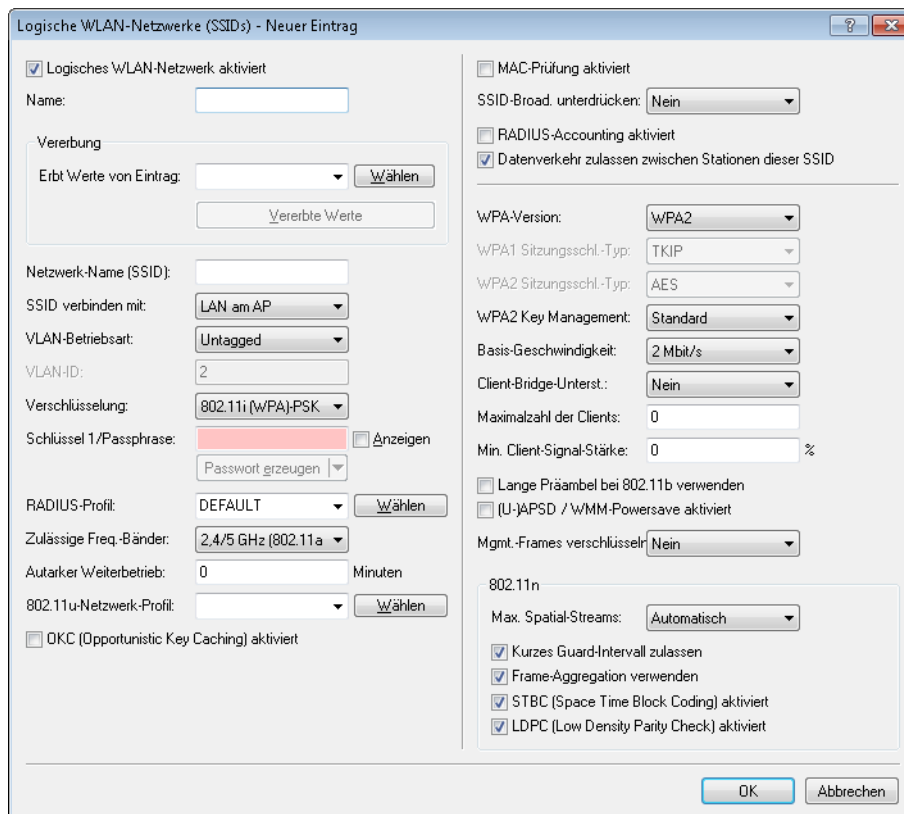 Logische WLAN-Netzwerke (SSIDs) - Neuer Eintrag
Logisches WLAN-Netzwerk aktiviert
Name:
Vererbung
Erbt Werte von Eintrag:
Wählen
Vererbte Werte
Netzwerk-Name (SSID):
SSID verbinden mit: LAN am AP
VLAN-Betriebsart: Untagged
VLAN-ID: 2
Verschlüsselung: 802.11i (WPA)-PSK
Schlüssel 1/Passphrase: Anzeigen
Passwort erzeugen
RADIUS-Profil: DEFAULT Wählen
Zulässige Freq.-Bänder: 2,4/5 GHz (802.11a
Autarker Weiterbetrieb: 0 Minuten
802.11u-Netzwerk-Profil: Wählen
OKC (Opportunistic Key Caching) aktiviert
MAC-Prüfung aktiviert
SSID-Broad. unterdrücken: Nein
RADIUS-Accounting aktiviert
Datenverkehr zulassen zwischen Stationen dieser SSID
WPA-Version: WPA2
WPA1 Sitzungsschl.-Typ: TKIP
WPA2 Sitzungsschl.-Typ: AES
WPA2 Key Management: Standard
Basis-Geschwindigkeit: 2 Mbit/s
Client-Bridge-Unterst.: Nein
Maximalzahl der Clients: 0
Min. Client-Signal-Stärke: 0 %
Lange Präambel bei 802.11b verwenden
(U-)APSD / WMM-Powersave aktiviert
Mgmt.-Frames verschlüsseln Nein
802.11n
Max. Spatial-Streams: Automatisch
Kurzes Guard-Intervall zulassen
Frame-Aggregation verwenden
STBC (Space Time Block Coding) aktiviert
LDPC (Low Density Parity Check) aktiviert
OK
Abbrechen